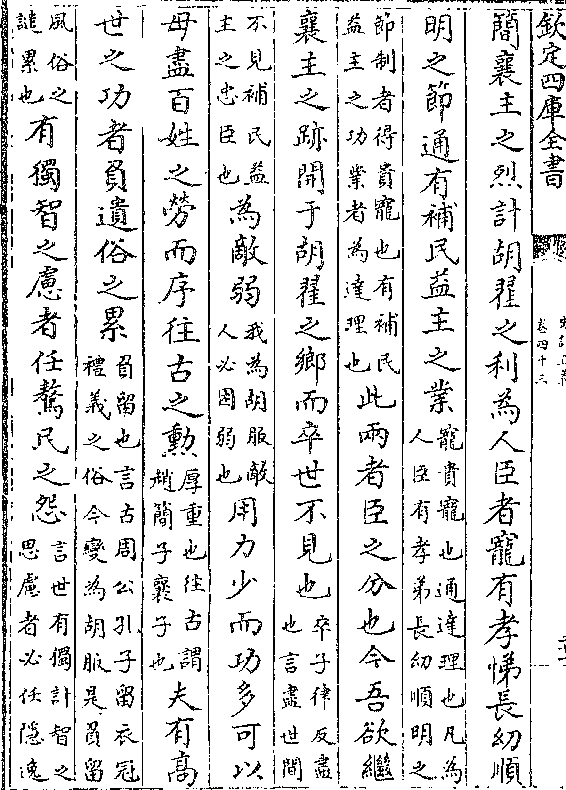 欽定四庫全書
卷四十三
簡襄主之烈計胡翟之利為人臣者寵有孝悌長幼順
明之節通有補民益主之業寵貴寵也通達理也凡為人臣有孝弟長幼順明之
節制者得貴寵也有補民益主之功業者為達理也此兩者臣之分也今吾欲繼
襄主之跡開于胡翟之鄉而卒世不見也卒子律反盡也言盡世間
不見補民益主之忠臣也為敵弱我為胡服敵人必困弱也用力少而功多可以
毋盡百姓之勞而序往古之勲厚重也往古謂趙簡子襄子也夫有高
世之功者負遺俗之累負留也言古周公孔子留衣冠禮義之俗今變為胡服是負留
風俗之譴累也有獨智之慮者任驁民之怨言世有獨計智之思慮者必任隱逸